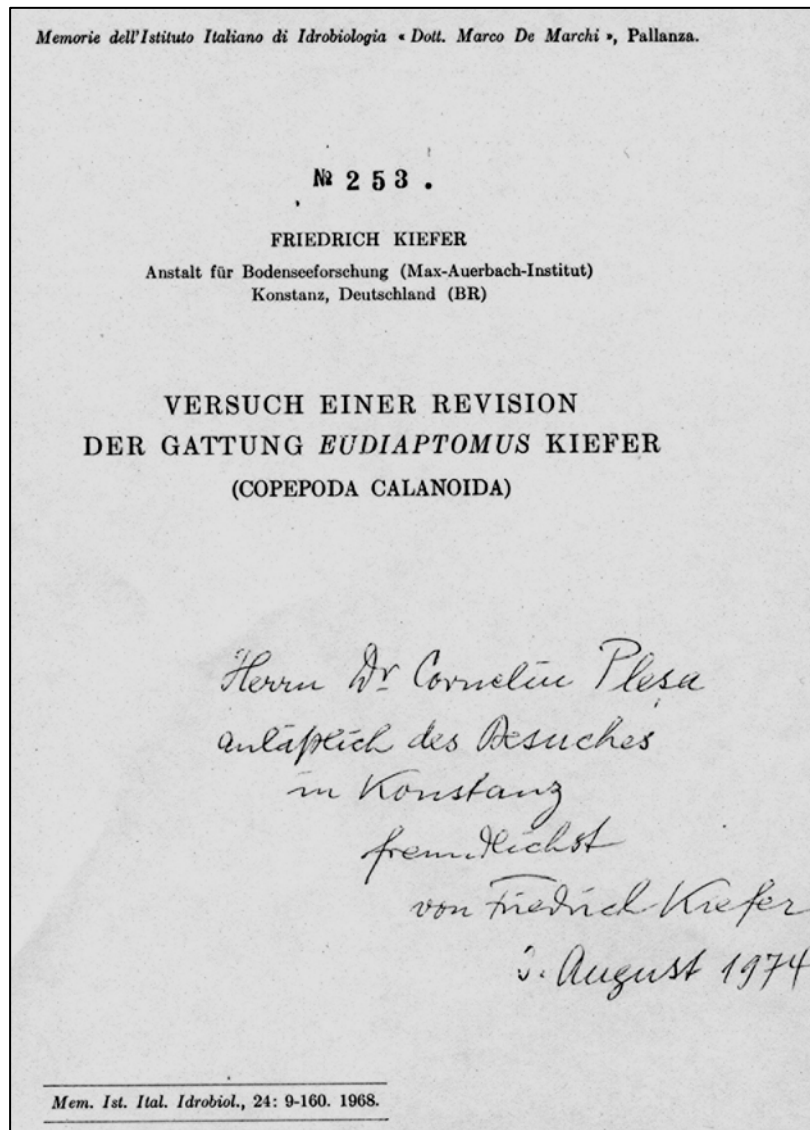 Memorie dell'Istituto Italiano di Idrobiologia « Dott. Marco De Marchi », Pallanza.
№ 253.
FRIEDRICH KIEFER
Anstalt für Bodenseeforschung (Max-Auerbach-Institut)
Konstanz, Deutschland (BR)
VERSUCH EINER REVISION
DER GATTUNG EUDIAPTOMUS KIEFER
(COPEPODA CALANOIDA)
Herrn Dr Corneliu Plesa
anläßlich des Besuches
in Konstanz
freundlichst
von Friedrich Kiefer
August 1974
Mem. Ist. Ital. Idrobiol., 24: 9-160. 1968.